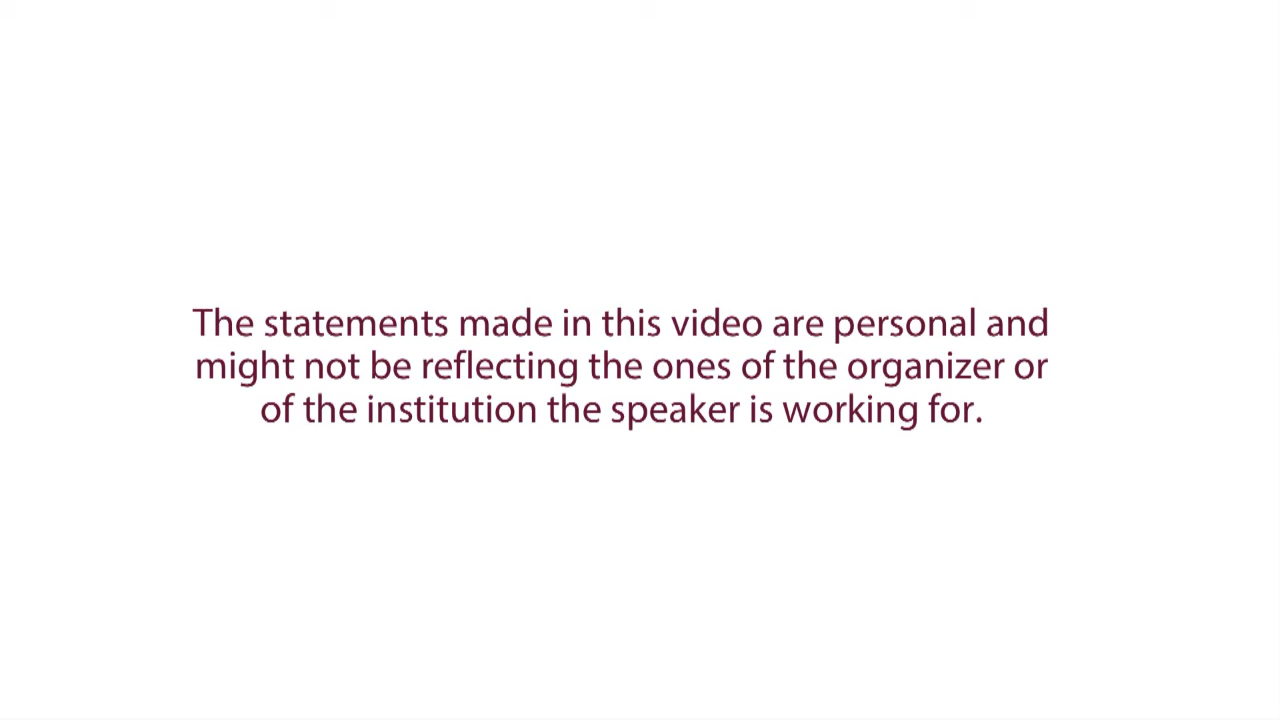 The statements made in this video are personal and
might not be reflecting the ones of the organizer or
of the institution the speaker is working for.